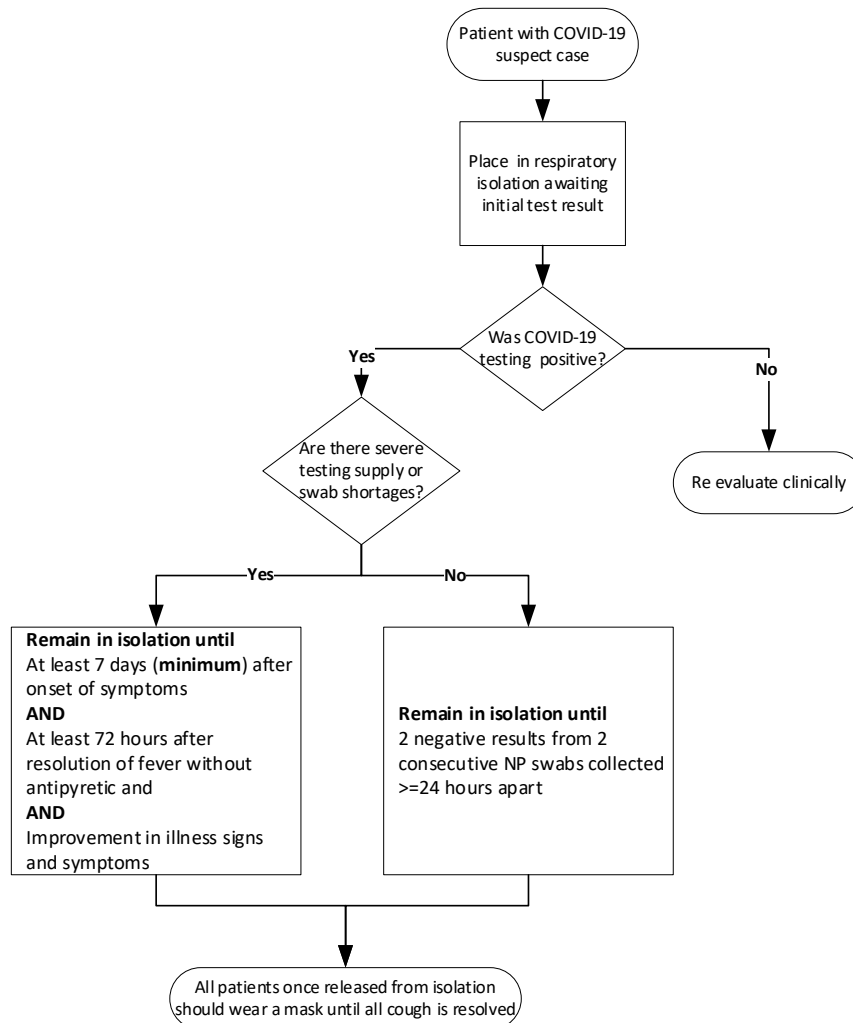 Patient with COVID-19
suspect case
Place in respiratory
isolation awaiting
initial test result
Was COVID-19
testing positive?
Yes
No
Are there severe
testing supply or
swab shortages?
Re evaluate clinically
Yes
No
Remain in isolation until
At least 7 days (minimum) after
onset of symptoms
AND
At least 72 hours after
resolution of fever without
antipyretic and
AND
Improvement in illness signs
and symptoms
Remain in isolation until
2 negative results from 2
consecutive NP swabs collected
>=24 hours apart
All patients once released from isolation
should wear a mask until all cough is resolved